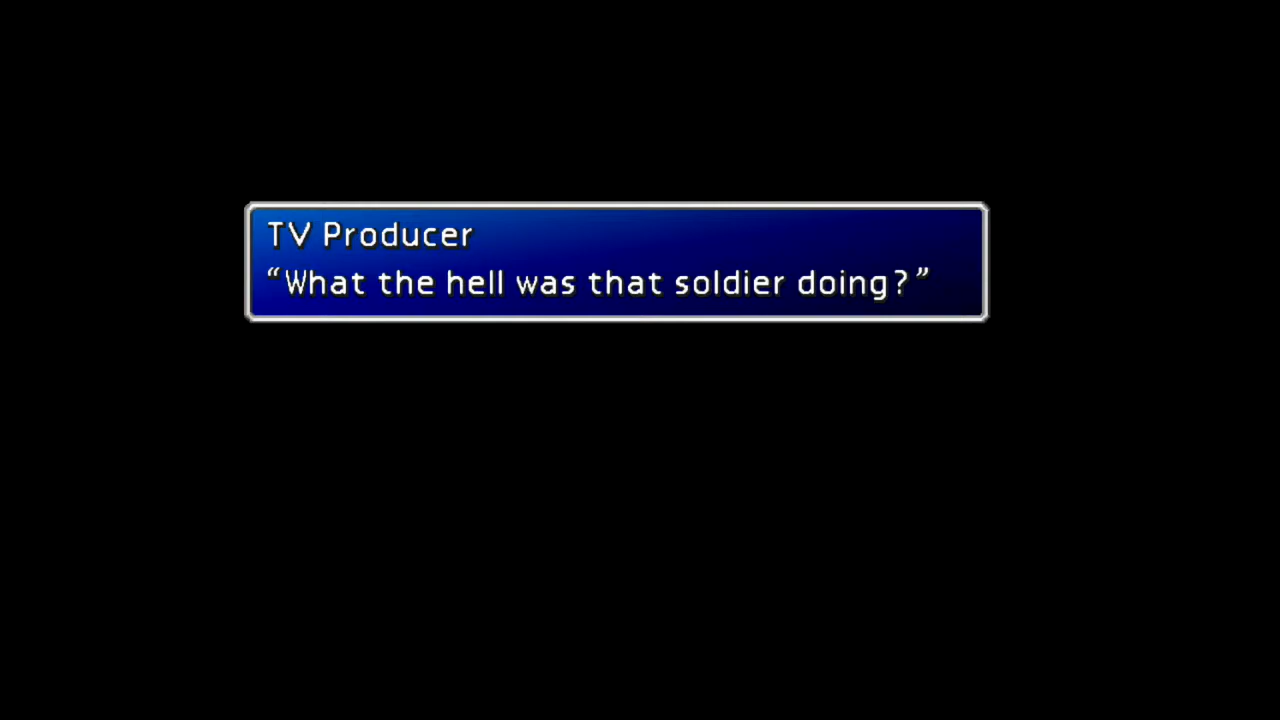 TV Producer
“What the hell was that soldier doing?”